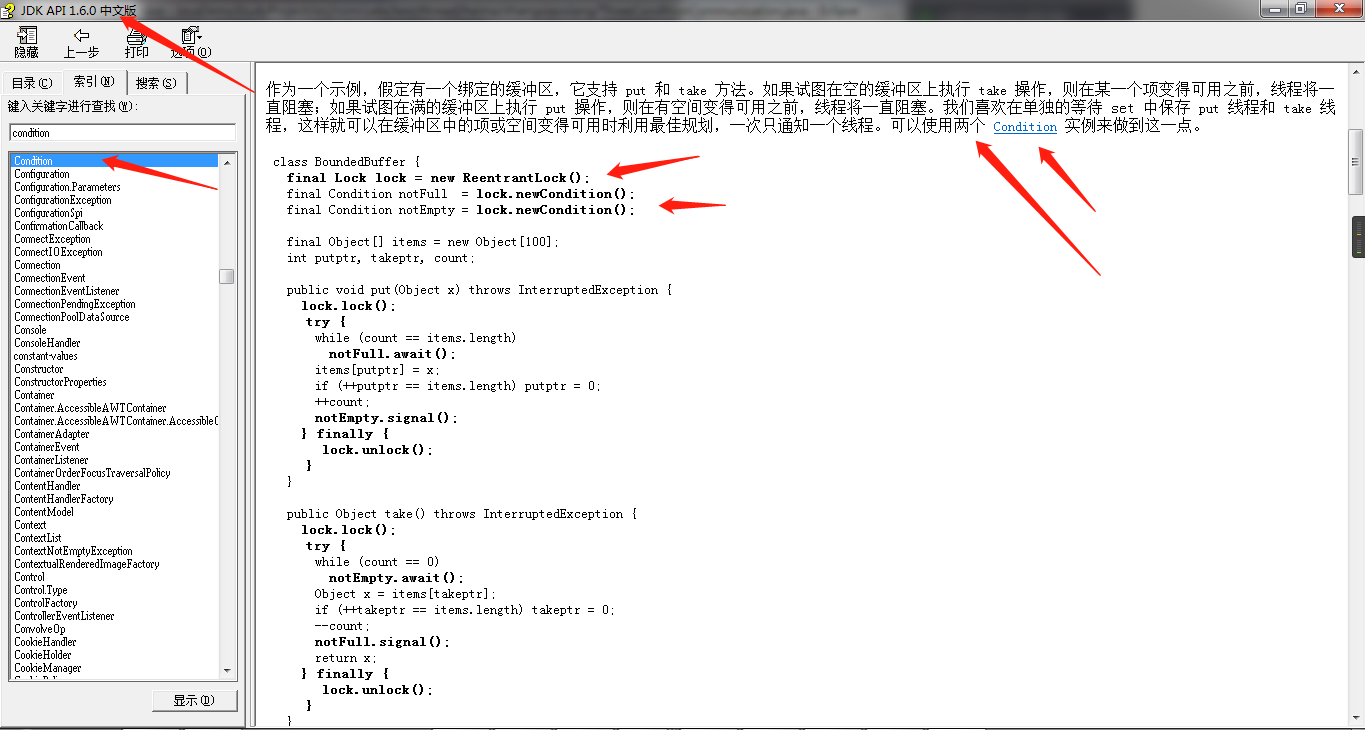 JDK API 1.6.0 中文版
隐藏 上一步 打印 选项(O)
目录(C) 索引(N) 搜索(S)
键入关键字进行查找(W):
condition
Condition
Configuration
Configuration.Parameters
ConfigurationException
ConfigurationSpi
ConfirmationCallback
ConnectException
ConnectIOException
Connection
ConnectionEvent
ConnectionEventListener
ConnectionPendingException
ConnectionPoolDataSource
Console
ConsoleHandler
constant-values
Constructor
ConstructorProperties
Container
Container.AccessibleAWTContainer
Container.AccessibleAWTContainer.AccessibleC
ContainerAdapter
ContainerEvent
ContainerListener
ContainerOrderFocusTraversalPolicy
ContentHandler
ContentHandlerFactory
ContentModel
Context
ContextList
ContextNotEmptyException
ContextualRenderedImageFactory
Control
Control.Type
ControlFactory
ControllerEventListener
ConvolveOp
CookieHandler
CookieHolder
CookieManager
显示(D)
作为一个示例，假定有一个绑定的缓冲区，它支持 put 和 take 方法。如果试图在空的缓冲区上执行 take 操作，则在某一个项变得可用之前，线程将一
直阻塞；如果试图在满的缓冲区上执行 put 操作，则在有空间变得可用之前，线程将一直阻塞。我们喜欢在单独的等待 set 中保存 put 线程和 take 线
程，这样就可以在缓冲区中的项或空间变得可用时利用最佳规划，一次只通知一个线程。可以使用两个 Condition 实例来做到这一点。
class BoundedBuffer {
final Lock lock = new ReentrantLock();
final Condition notFull  = lock.newCondition();
final Condition notEmpty = lock.newCondition();
final Object[] items = new Object[100];
int putptr, takeptr, count;
public void put(Object x) throws InterruptedException {
lock.lock();
try {
while (count == items.length)
notFull.await();
items[putptr] = x;
if (++putptr == items.length) putptr = 0;
++count;
notEmpty.signal();
} finally {
lock.unlock();
}
}
public Object take() throws InterruptedException {
lock.lock();
try {
while (count == 0)
notEmpty.await();
Object x = items[takeptr];
if (++takeptr == items.length) takeptr = 0;
--count;
notFull.signal();
return x;
} finally {
lock.unlock();
}
}